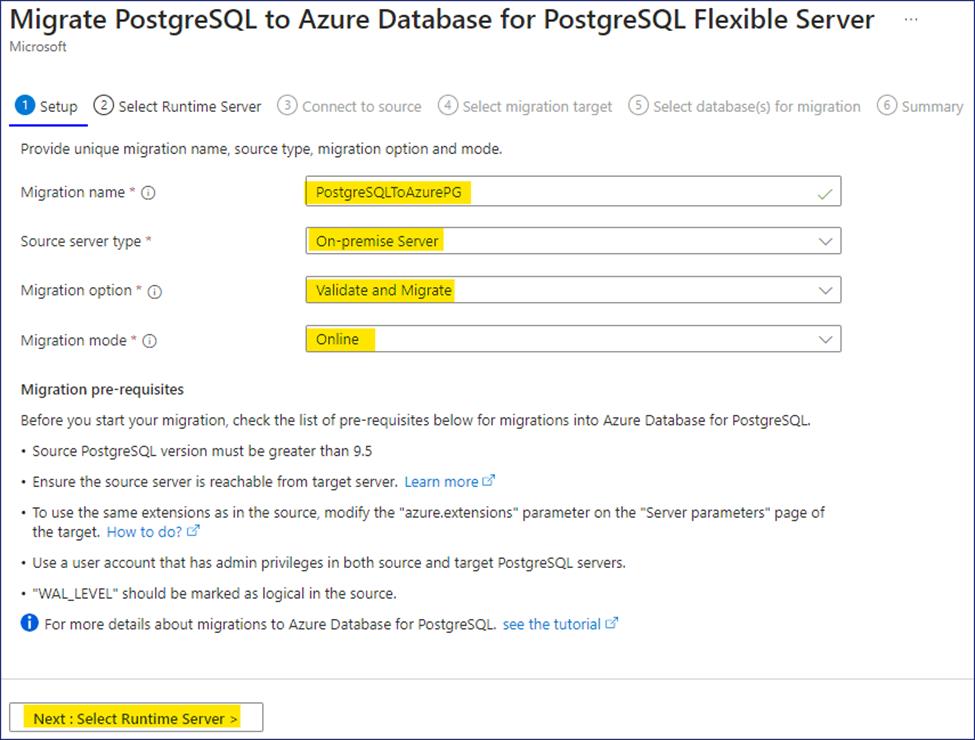 Migrate PostgreSQL to Azure Database for PostgreSQL Flexible Server ...
Microsoft
1 Setup 2 Select Runtime Server 3 Connect to source 4 Select migration target 5 Select database(s) for migration 6 Summary
Provide unique migration name, source type, migration option and mode.
Migration name * PostgreSQLToAzurePG
Source server type * On-premise Server
Migration option * Validate and Migrate
Migration mode * Online
Migration pre-requisites
Before you start your migration, check the list of pre-requisites below for migrations into Azure Database for PostgreSQL.
• Source PostgreSQL version must be greater than 9.5
• Ensure the source server is reachable from target server. Learn more
• To use the same extensions as in the source, modify the "azure.extensions" parameter on the "Server parameters" page of
the target. How to do?
• Use a user account that has admin privileges in both source and target PostgreSQL servers.
• "WAL_LEVEL" should be marked as logical in the source.
For more details about migrations to Azure Database for PostgreSQL. see the tutorial
Next : Select Runtime Server >